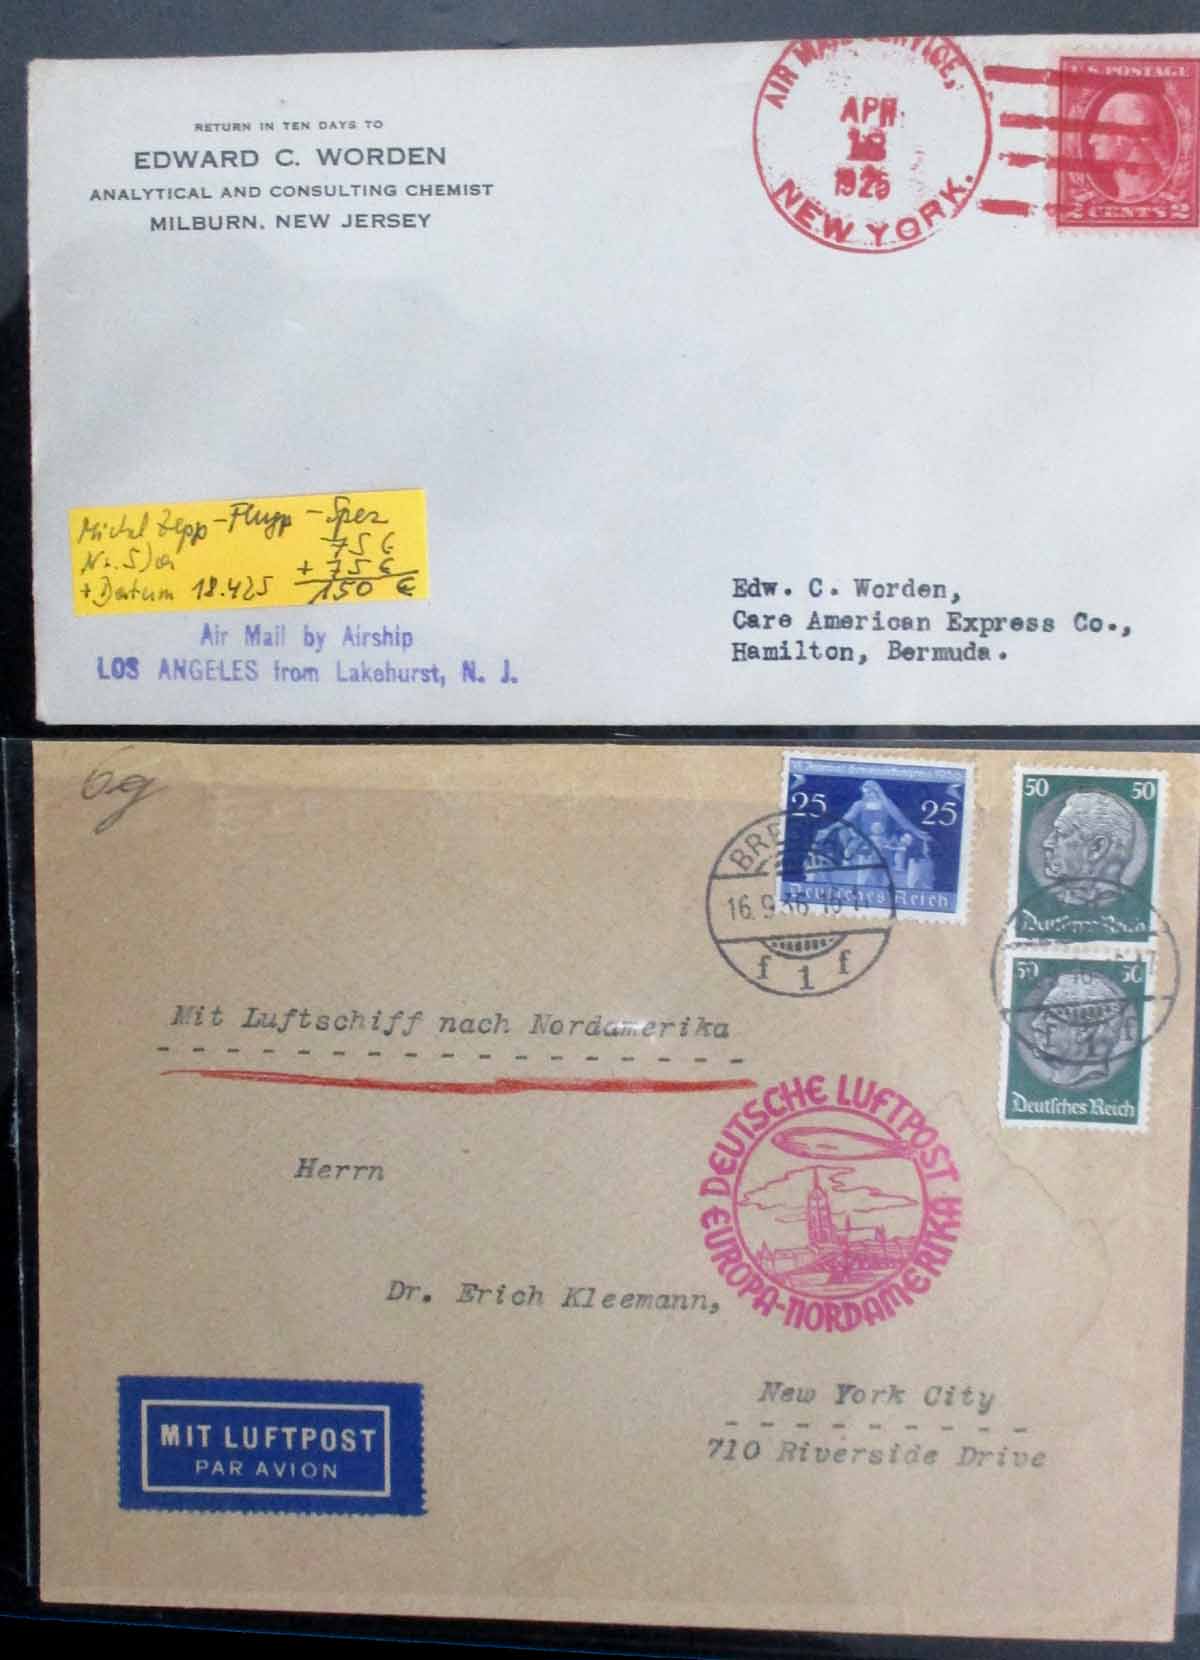 RETURN IN TEN DAYS TO
EDWARD C. WORDEN
ANALYTICAL AND CONSULTING CHEMIST
MILBURN, NEW JERSEY
AIR MAIL SERVICE,
APR
1925
NEW YORK.
U.S. POSTAGE
2 CENTS 2
Zepp-Flugp-Spez
75 €
+ 75 €
+ Datum 18.4.25 150 €
Air Mail by Airship
LOS ANGELES from Lakehurst, N. J.
Edw. C. Worden,
Care American Express Co.,
Hamilton, Bermuda.
6g
25 25
Deutsches Reich
16.9.36
f 1 f
50 50
Deutsches Reich
50 50
f 1 f
Deutsches Reich
Mit Luftschiff nach Nordamerika
DEUTSCHE LUFTPOST
EUROPA-NORDAMERIKA
Herrn
Dr. Erich Kleemann,
New York City
710 Riverside Drive
MIT LUFTPOST
PAR AVION